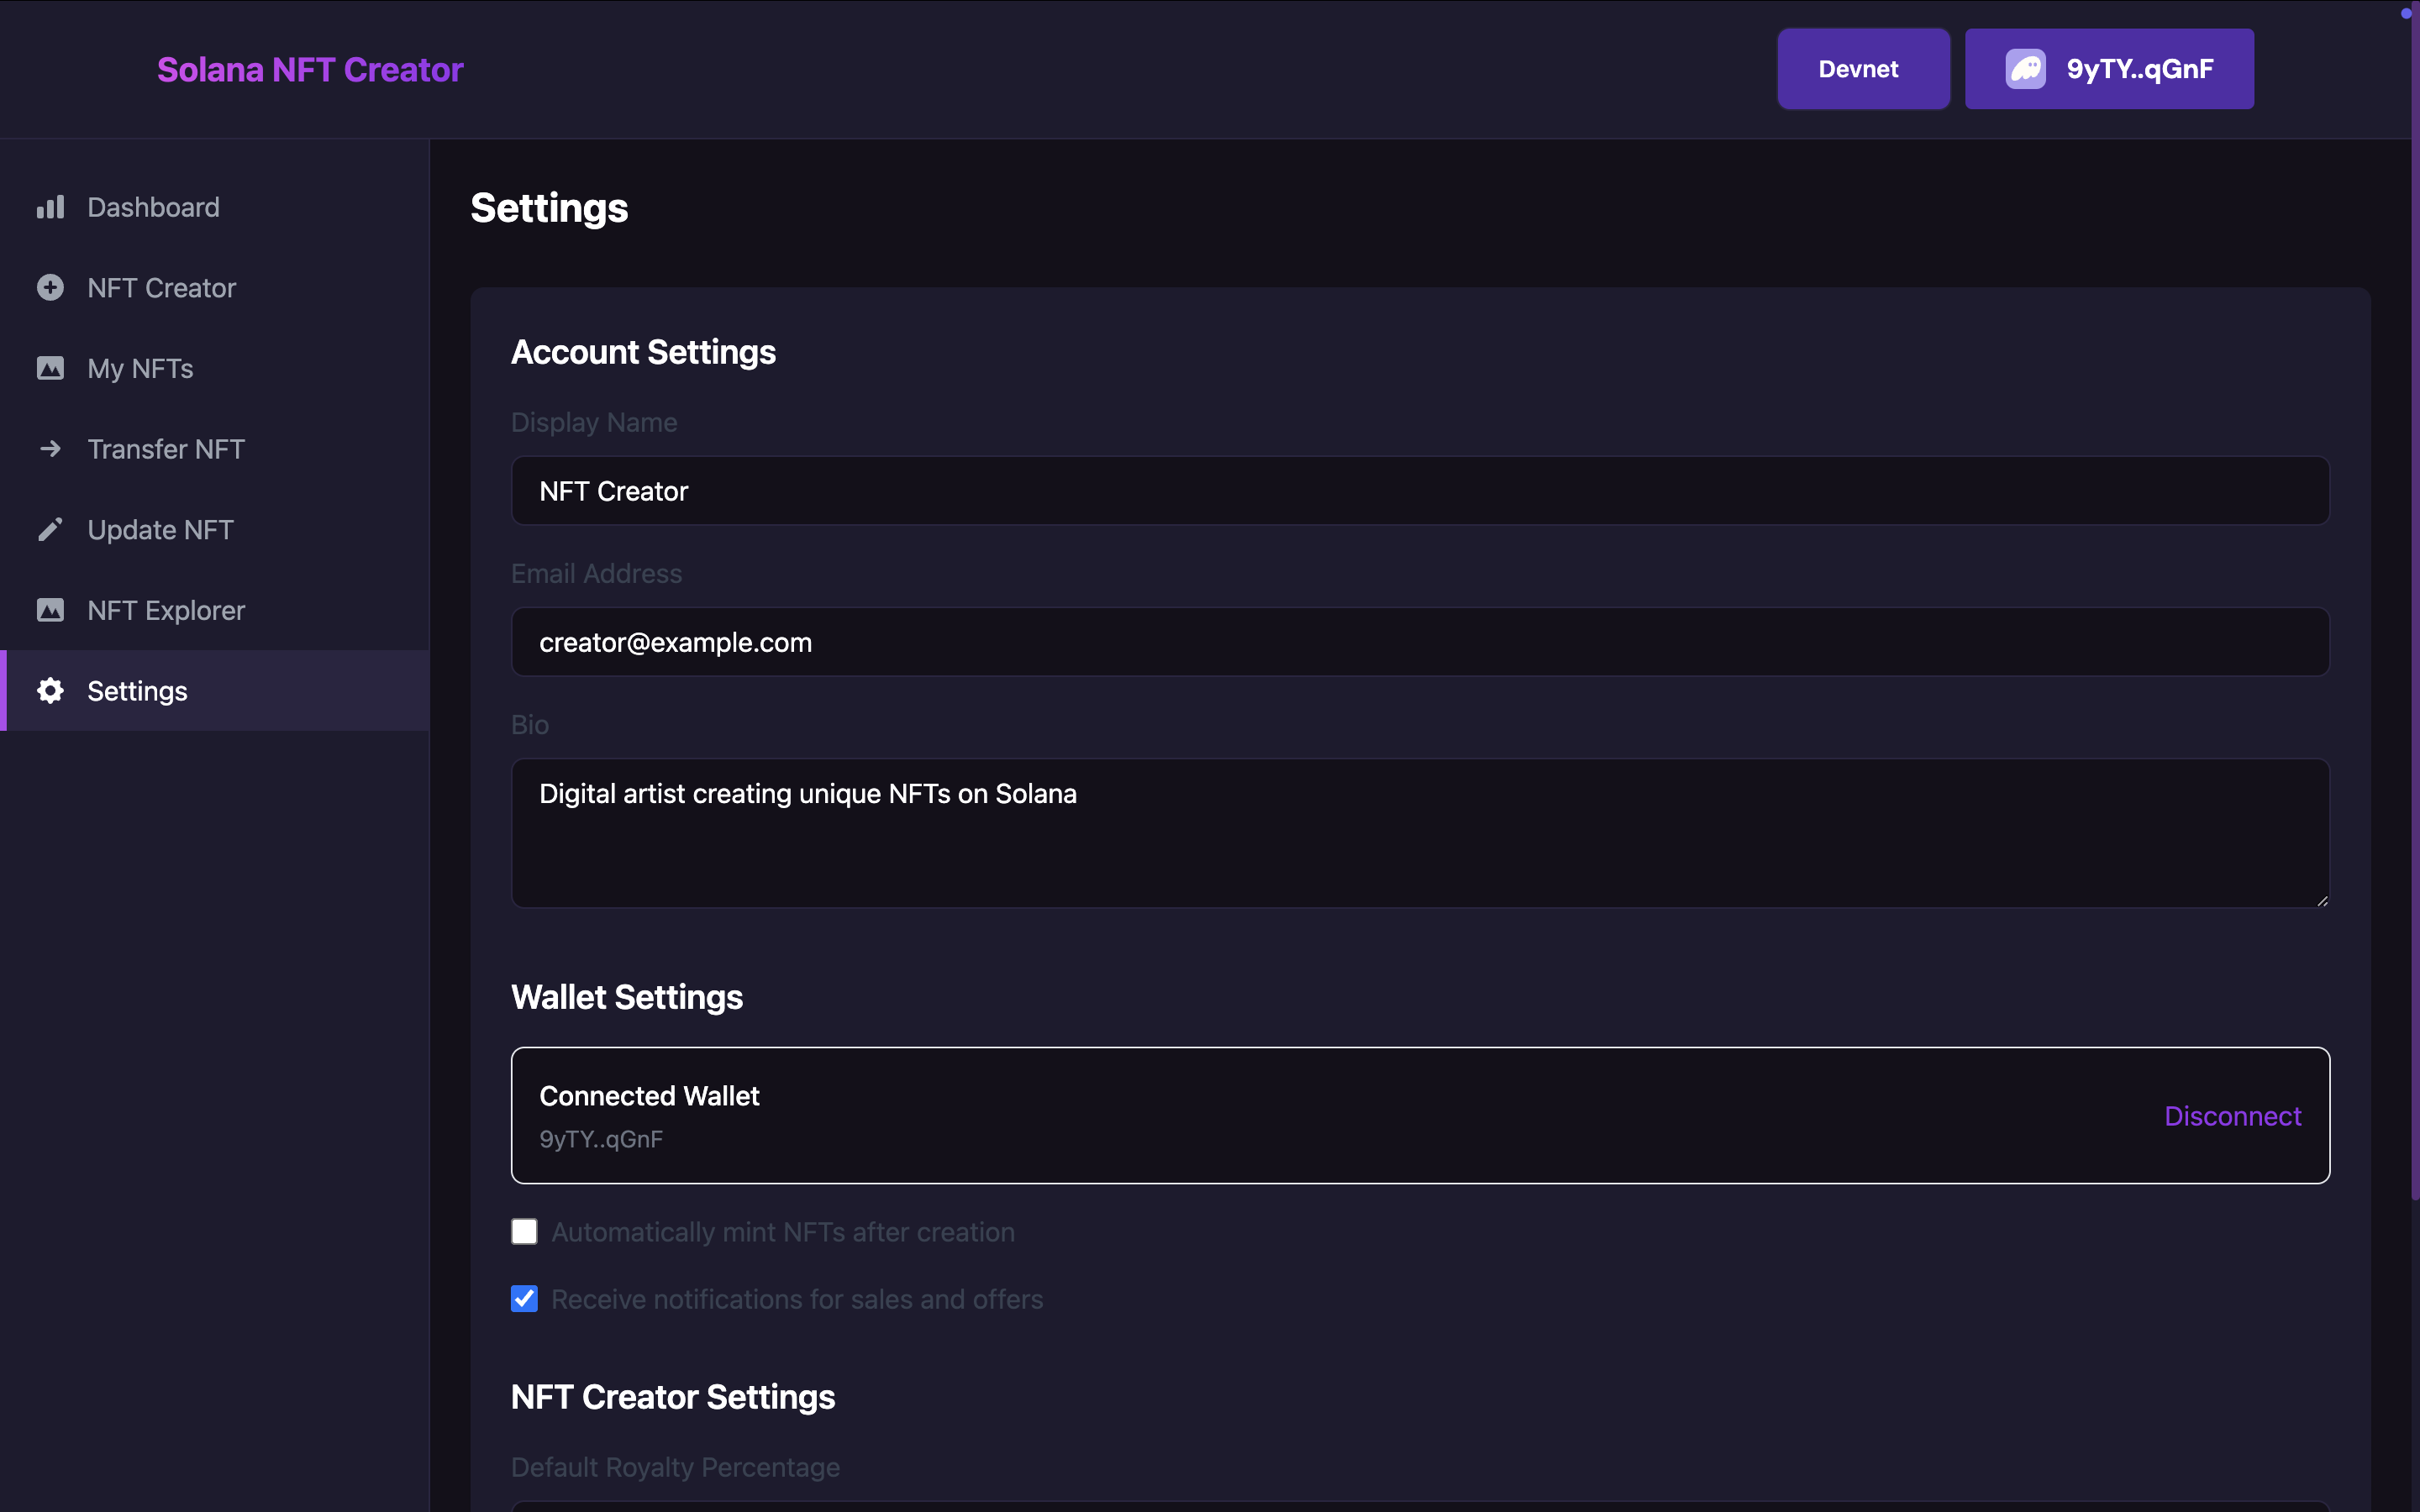 Solana NFT Creator
Devnet
9yTY..qGnF
Dashboard
NFT Creator
My NFTs
Transfer NFT
Update NFT
NFT Explorer
Settings
Settings
Account Settings
Display Name
NFT Creator
Email Address
creator@example.com
Bio
Digital artist creating unique NFTs on Solana
Wallet Settings
Connected Wallet
9yTY..qGnF
Disconnect
Automatically mint NFTs after creation
Receive notifications for sales and offers
NFT Creator Settings
Default Royalty Percentage